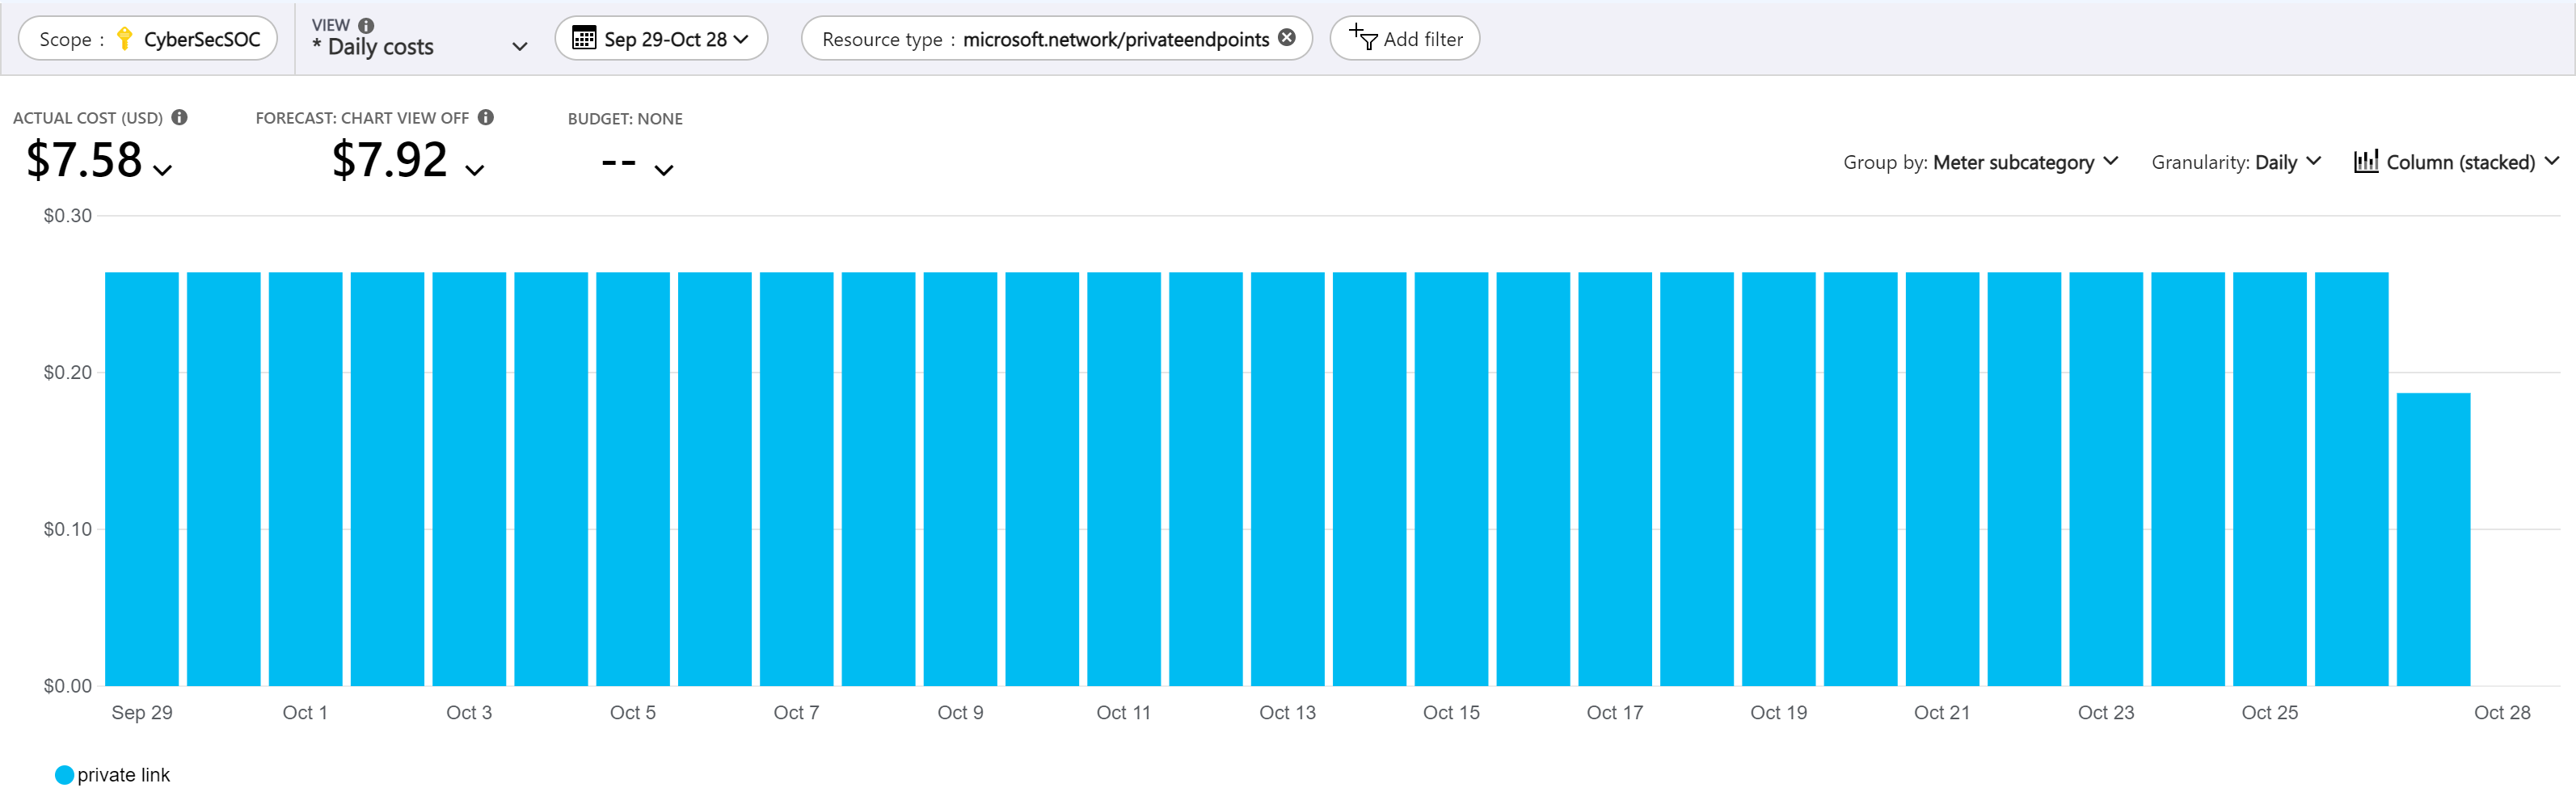 Scope : CyberSecSOC
VIEW
* Daily costs
Sep 29-Oct 28
Resource type : microsoft.network/privateendpoints
Add filter
ACTUAL COST (USD)
$7.58
FORECAST: CHART VIEW OFF
$7.92
BUDGET: NONE
--
Group by: Meter subcategory
Granularity: Daily
Column (stacked)
$0.30
$0.20
$0.10
$0.00
Sep 29 Oct 1 Oct 3 Oct 5 Oct 7 Oct 9 Oct 11 Oct 13 Oct 15 Oct 17 Oct 19 Oct 21 Oct 23 Oct 25 Oct 28
private link